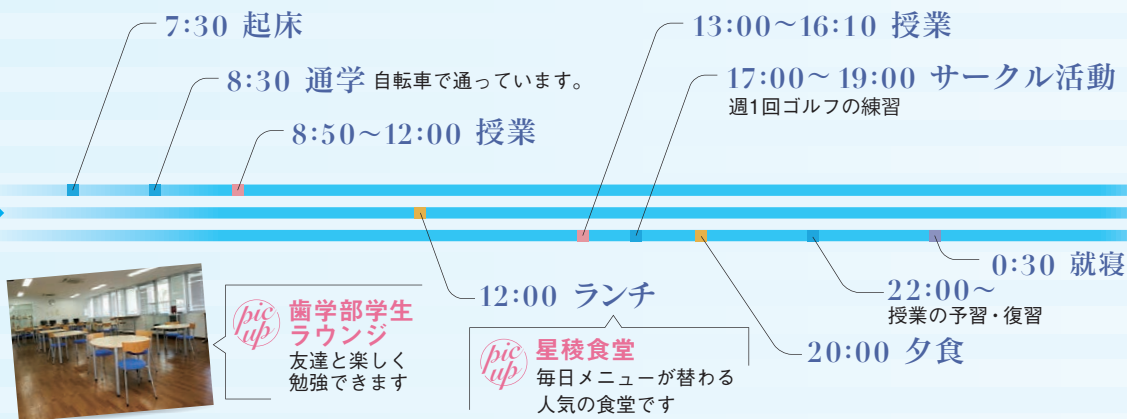 7:30 起床
8:30 通学 自転車で通っています。
8:50〜12:00 授業
13:00〜16:10 授業
17:00〜19:00 サークル活動
週1回ゴルフの練習
pic up
歯学部学生
ラウンジ
友達と楽しく
勉強できます
12:00 ランチ
pic up
星稜食堂
毎日メニューが替わる
人気の食堂です
20:00 夕食
22:00〜
授業の予習・復習
0:30 就寝